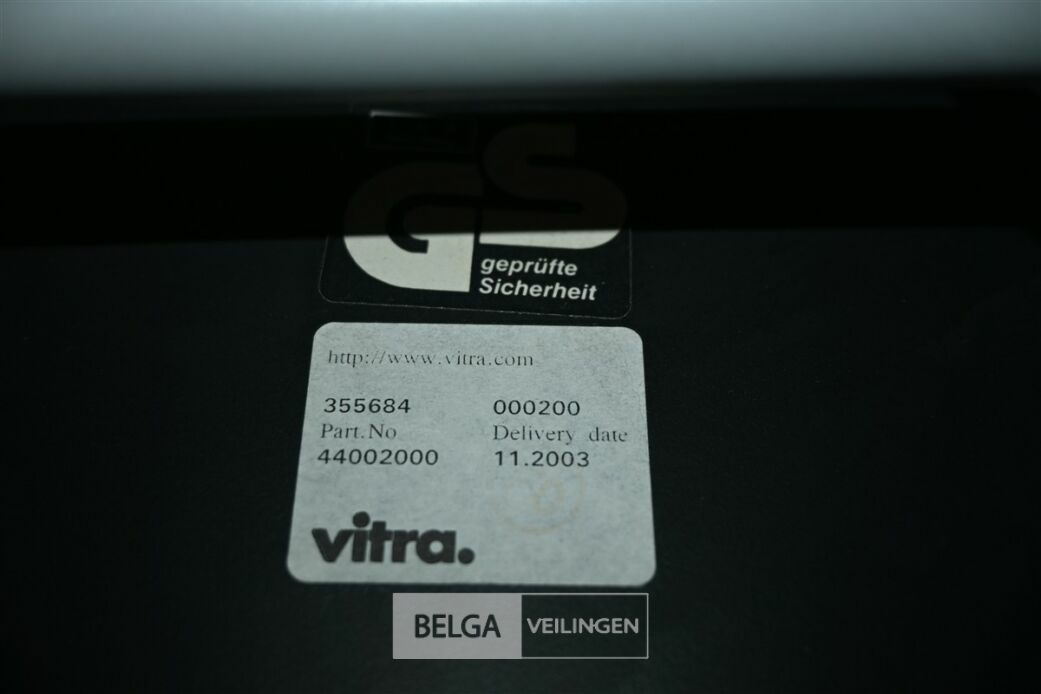 GS
geprüfte
Sicherheit
http://www.vitra.com
355684 000200
Part.No Delivery date
44002000 11.2003
vitra.
BELGA VEILINGEN